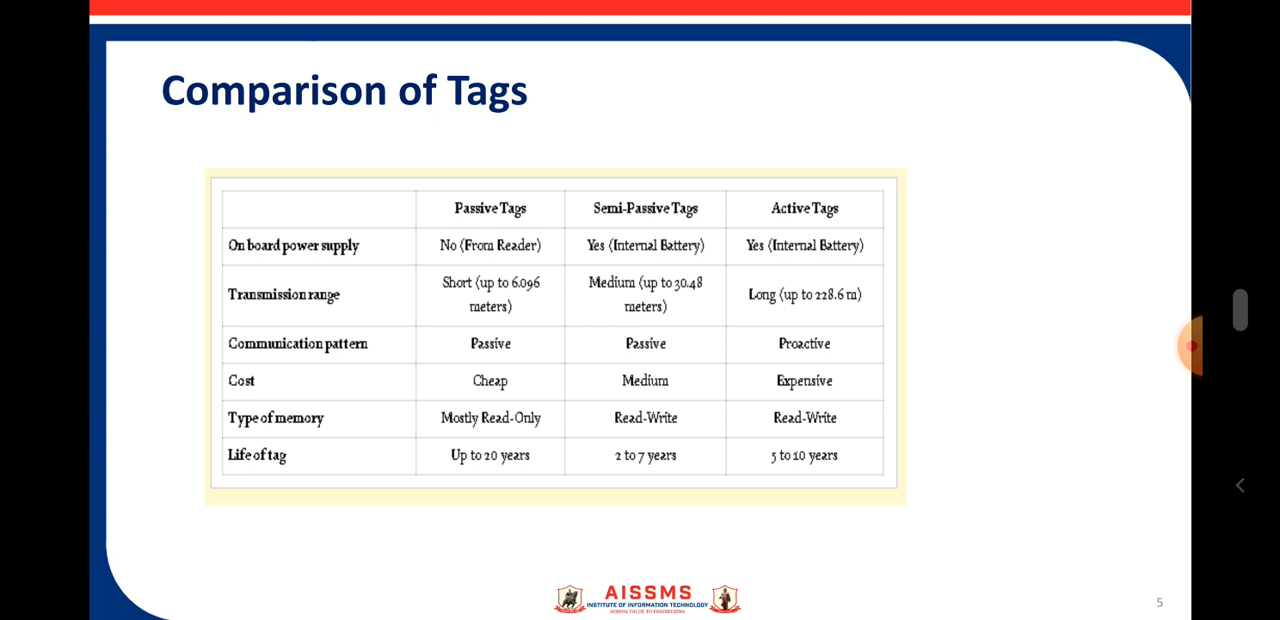 Comparison of Tags
Passive Tags Semi-Passive Tags Active Tags
On board power supply No (From Reader) Yes (Internal Battery) Yes (Internal Battery)
Transmission range Short (up to 6.096 meters) Medium (up to 30.48 meters) Long (up to 228.6 m)
Communication pattern Passive Passive Proactive
Cost Cheap Medium Expensive
Type of memory Mostly Read-Only Read-Write Read-Write
Life of tag Up to 20 years 2 to 7 years 5 to 10 years
AISSMS
INSTITUTE OF INFORMATION TECHNOLOGY
ADDING VALUE TO ENGINEERING
5